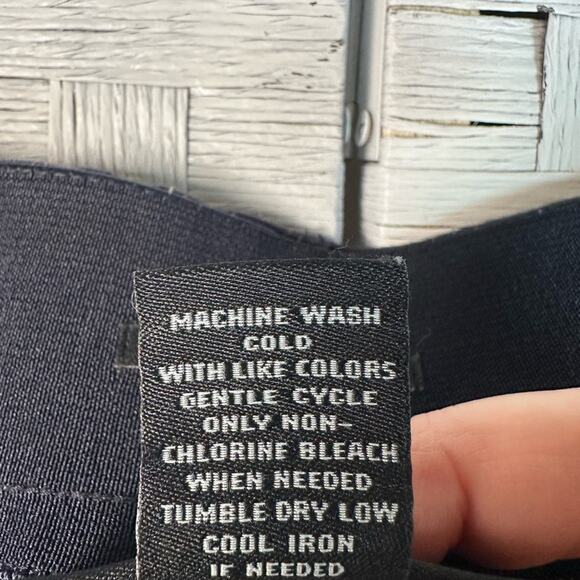 MACHINE WASH
COLD
WITH LIKE COLORS
GENTLE CYCLE
ONLY NON-
CHLORINE BLEACH
WHEN NEEDED
TUMBLE DRY LOW
COOL IRON
IF NEEDED